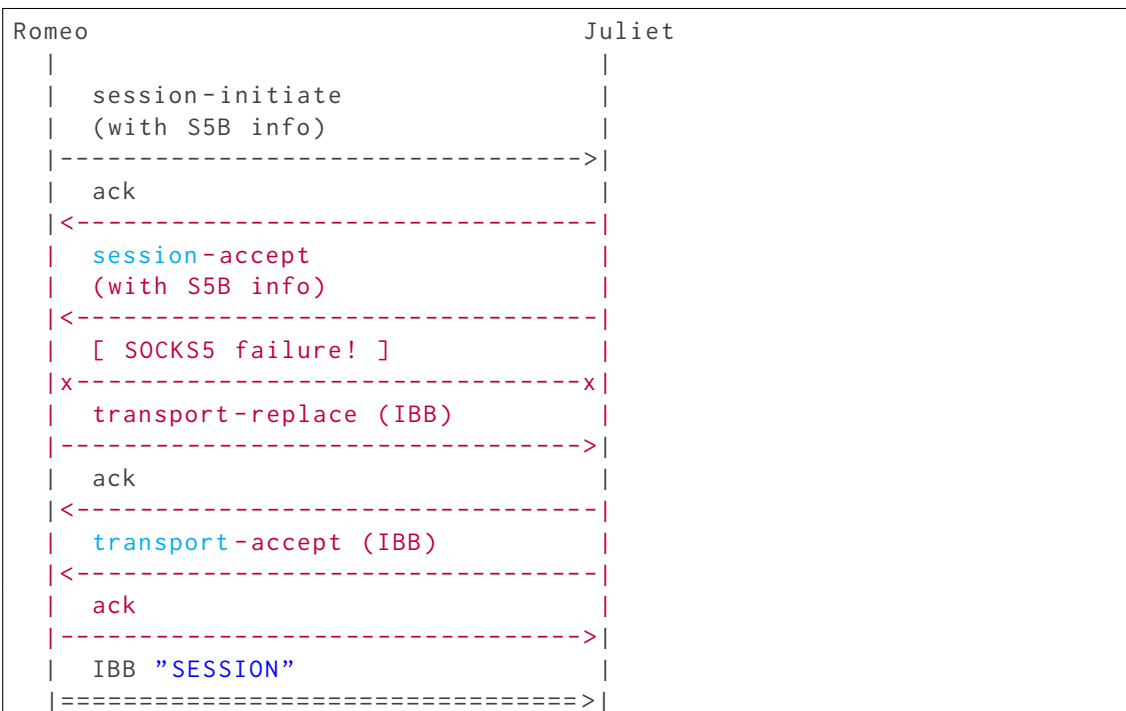 Romeo                               Juliet
  |                                  |
  |  session-initiate                |
  |  (with S5B info)                 |
  |--------------------------------->|
  |  ack                             |
  |<---------------------------------|
  |  session-accept                  |
  |  (with S5B info)                 |
  |<---------------------------------|
  |  [ SOCKS5 failure! ]             |
  |x--------------------------------x|
  |  transport-replace (IBB)         |
  |--------------------------------->|
  |  ack                             |
  |<---------------------------------|
  |  transport-accept (IBB)          |
  |<---------------------------------|
  |  ack                             |
  |--------------------------------->|
  |  IBB ”SESSION”                   |
  |=================================>|